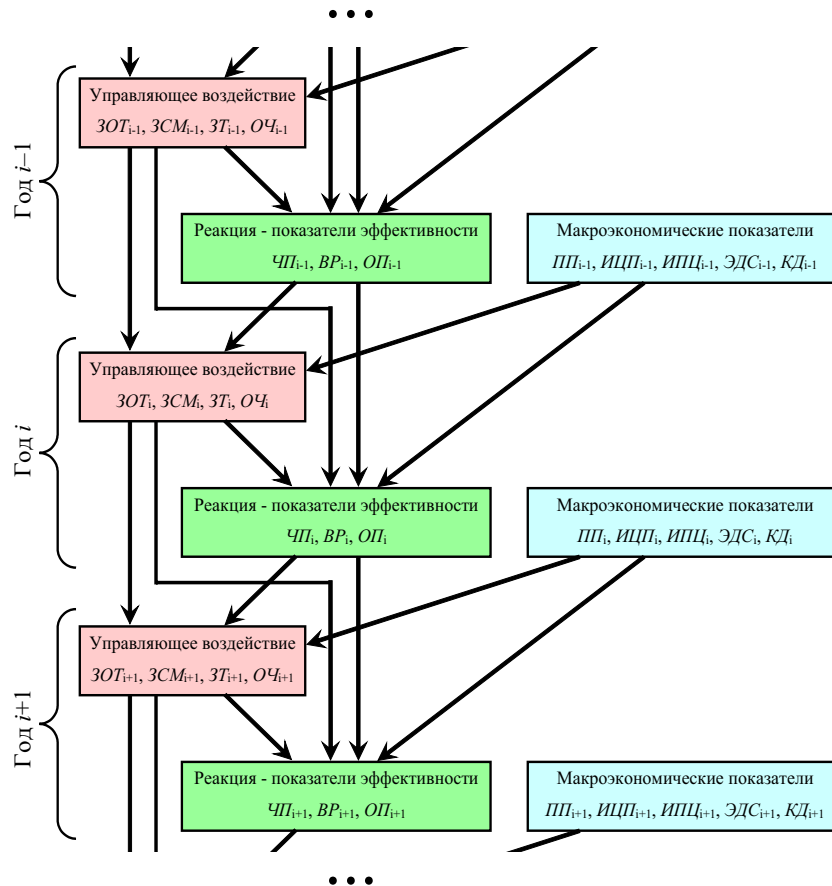 •••
Год i–1
Управляющее воздействие
ЗОТi-1, ЗСМi-1, ЗТi-1, ОЧi-1
Реакция - показатели эффективности
ЧПi-1, ВРi-1, ОПi-1
Макроэкономические показатели
ППi-1, ИЦПi-1, ИПЦi-1, ЭДСi-1, КДi-1
Год i
Управляющее воздействие
ЗОТi, ЗСМi, ЗТi, ОЧi
Реакция - показатели эффективности
ЧПi, ВРi, ОПi
Макроэкономические показатели
ППi, ИЦПi, ИПЦi, ЭДСi, КДi
Год i+1
Управляющее воздействие
ЗОТi+1, ЗСМi+1, ЗТi+1, ОЧi+1
Реакция - показатели эффективности
ЧПi+1, ВРi+1, ОПi+1
Макроэкономические показатели
ППi+1, ИЦПi+1, ИПЦi+1, ЭДСi+1, КДi+1
•••